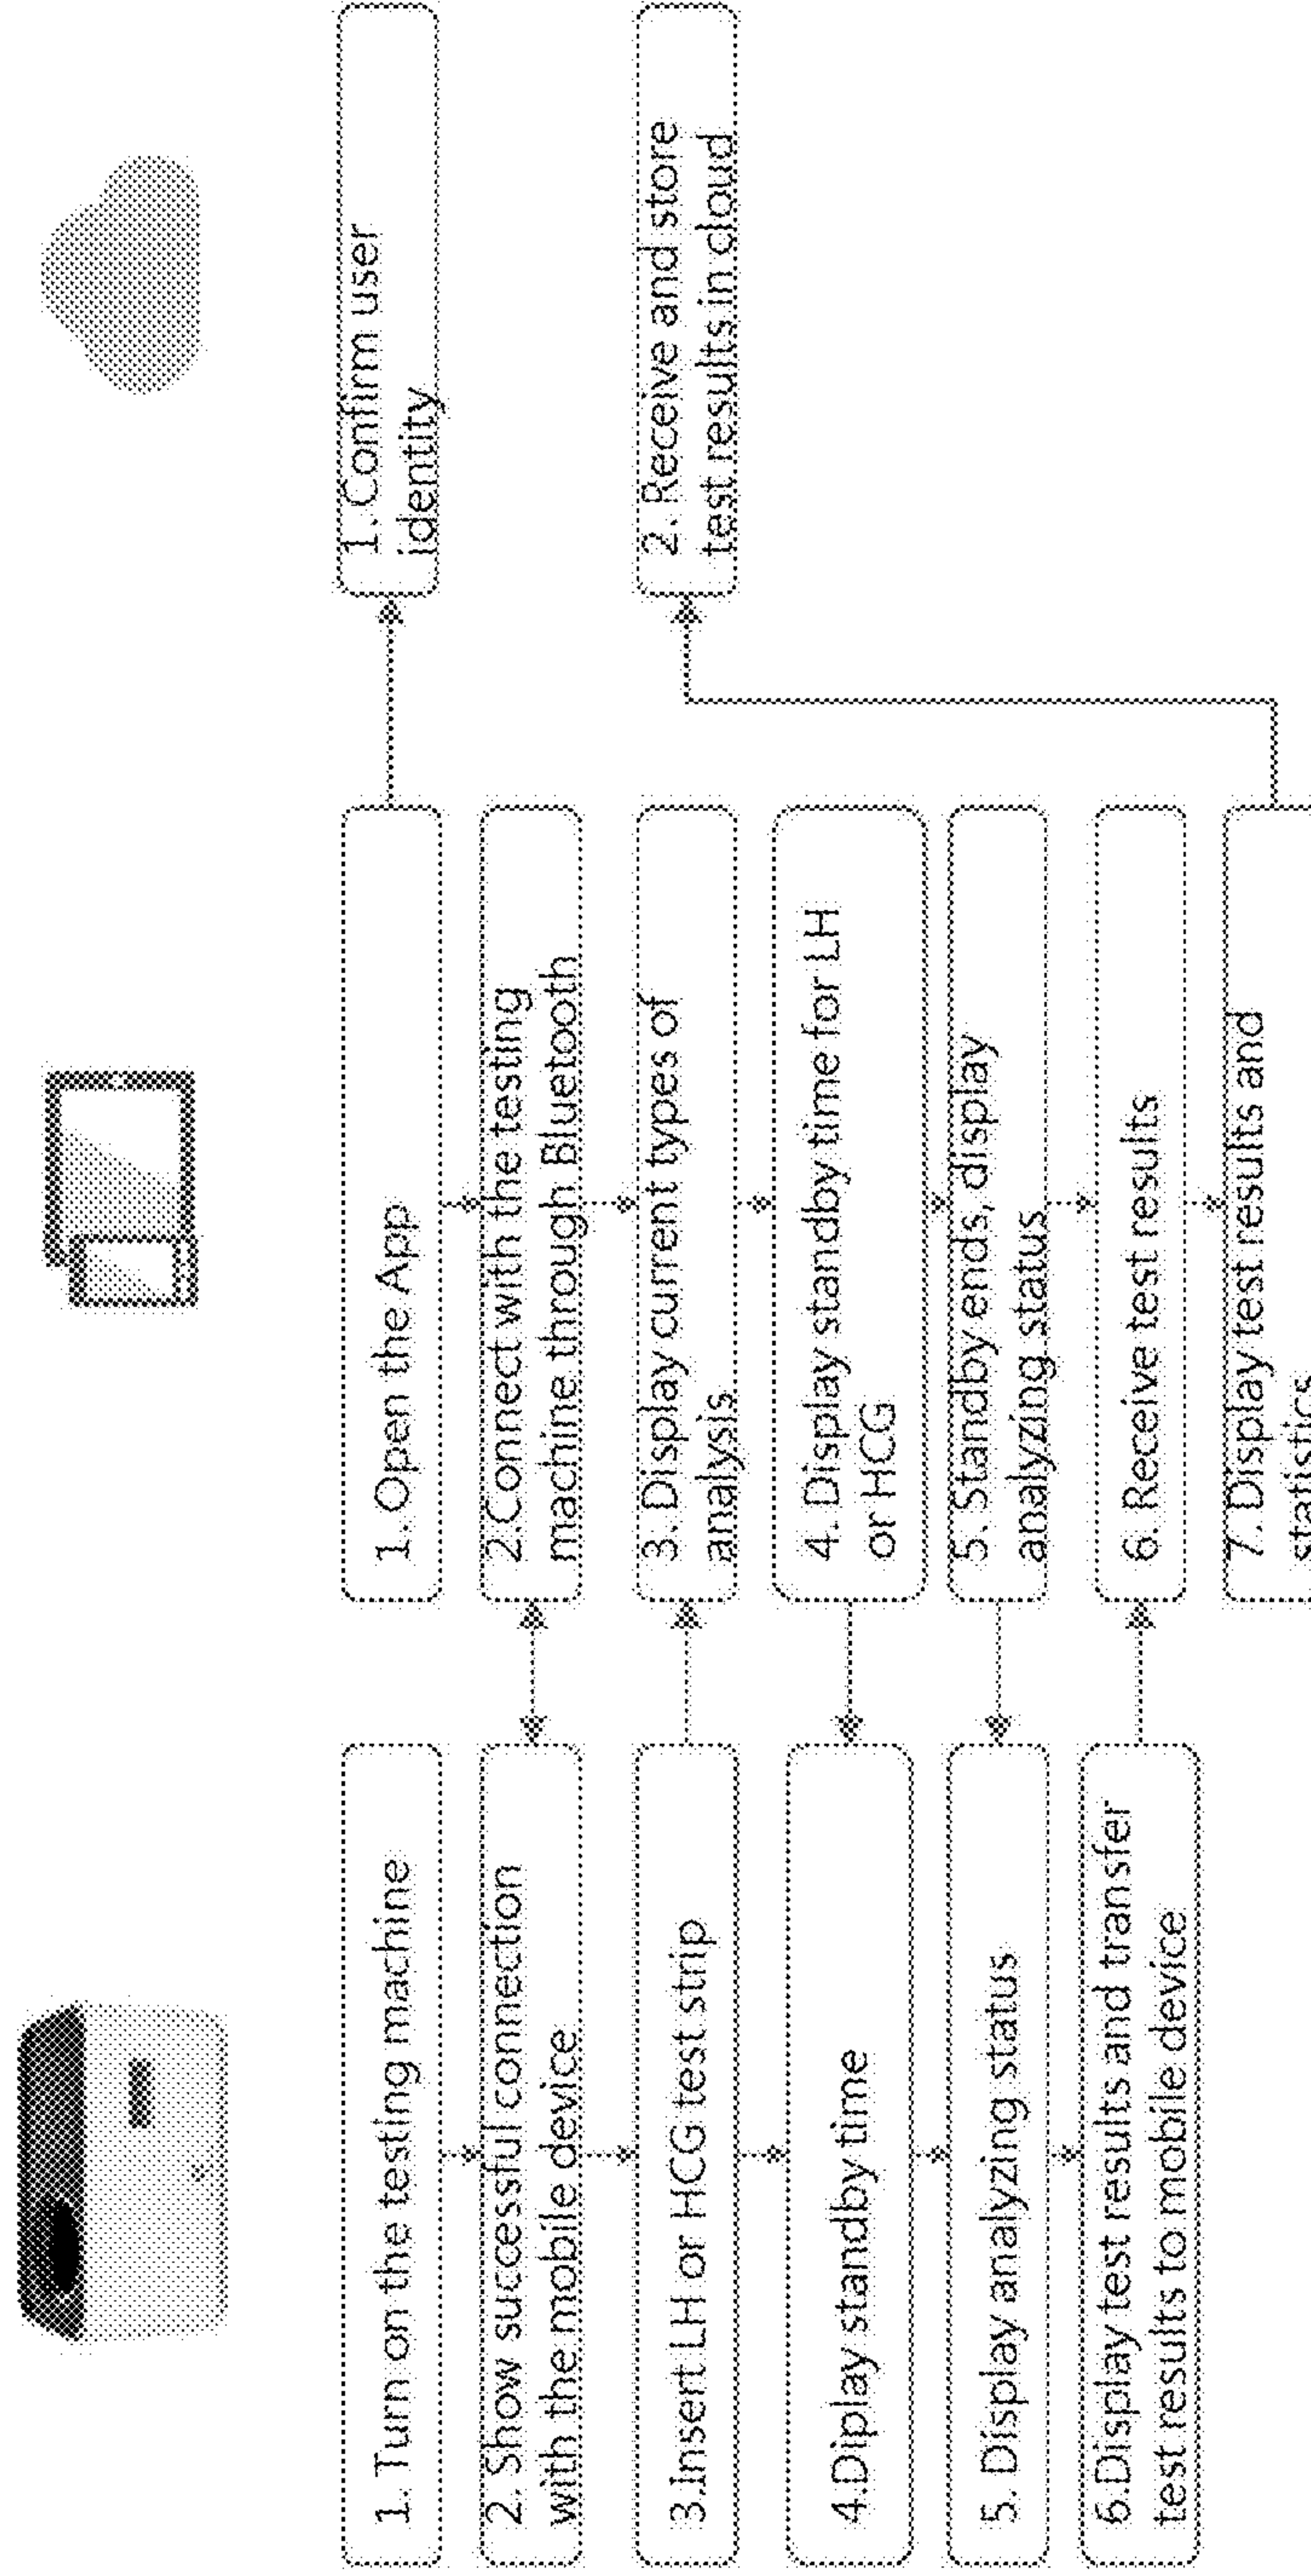 1. Turn on the testing machine
2. Show successful connection
with the mobile device
3.Insert LH or HCG test strip
4.Diplay standby time
5. Display analyzing status
6.Display test results and transfer
test results to mobile device
1. Open the App
2.Connect with the testing
machine through Bluetooth
3. Display current types of
analysis
4. Display standby time for LH
or HCG
5. Standby ends, display
analyzing status
6. Receive test results
7. Display test results and
statistics
1. Confirm user
identity
2. Receive and store
test results in cloud